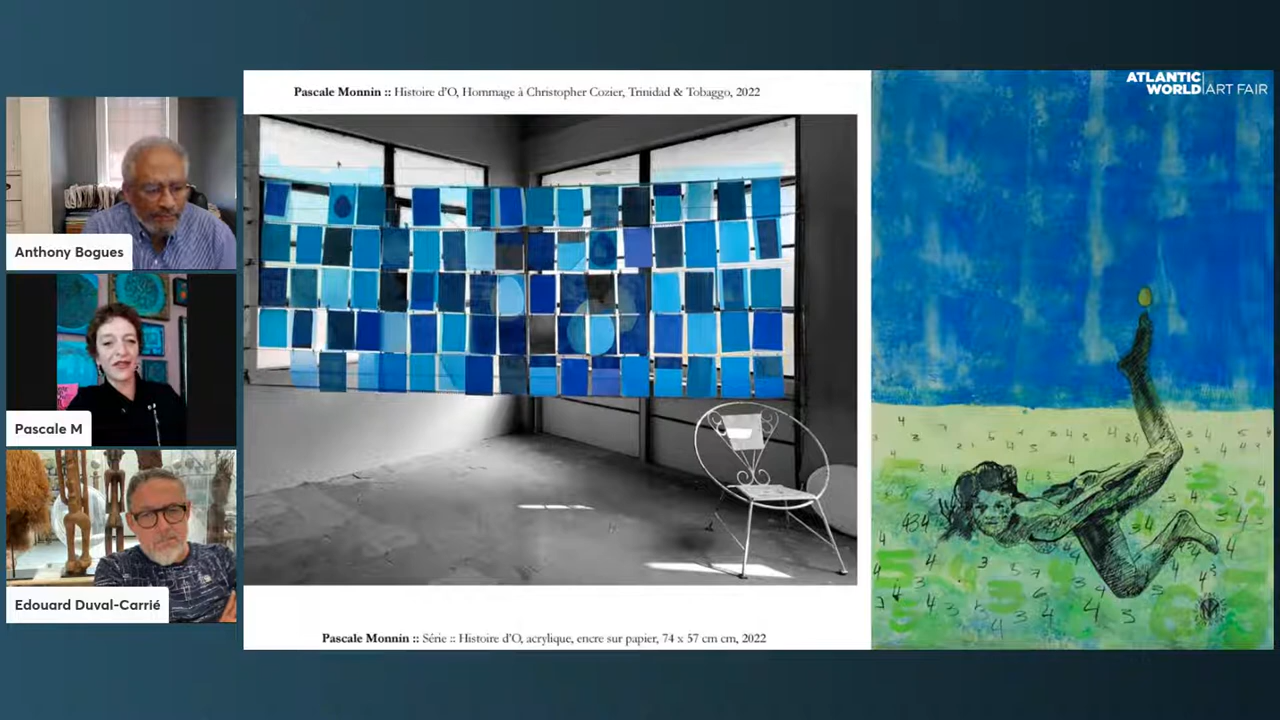 Pascale Monnin :: Histoire d'O, Hommage à Christopher Cozier, Trinidad & Tobaggo, 2022
ATLANTIC
WORLD ART FAIR
Anthony Bogues
Pascale M
Edouard Duval-Carrié
Pascale Monnin :: Série :: Histoire d'O, acrylique, encre sur papier, 74 x 57 cm cm, 2022